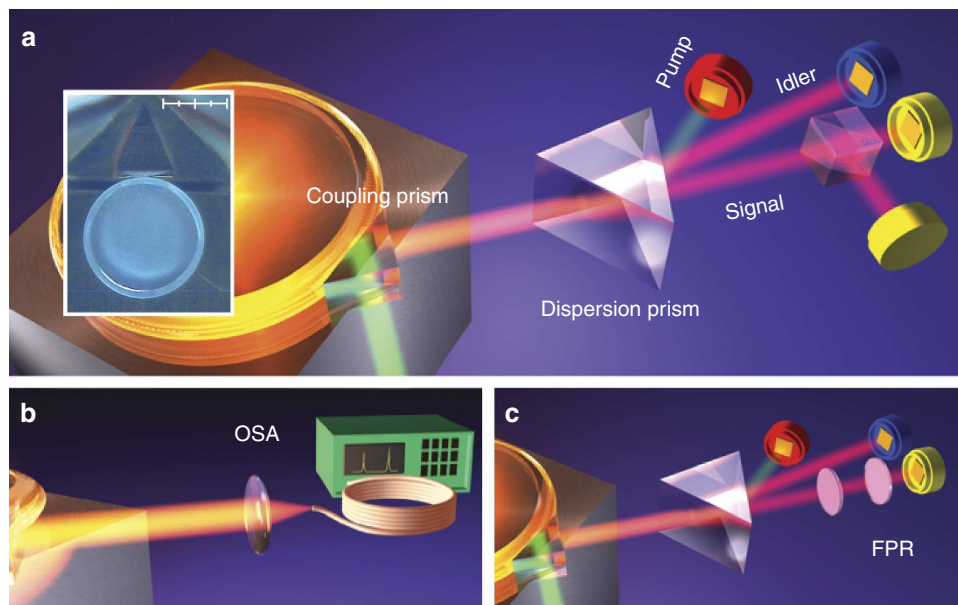 a
Pump
Idler
Coupling prism
Signal
Dispersion prism
b
OSA
c
FPR